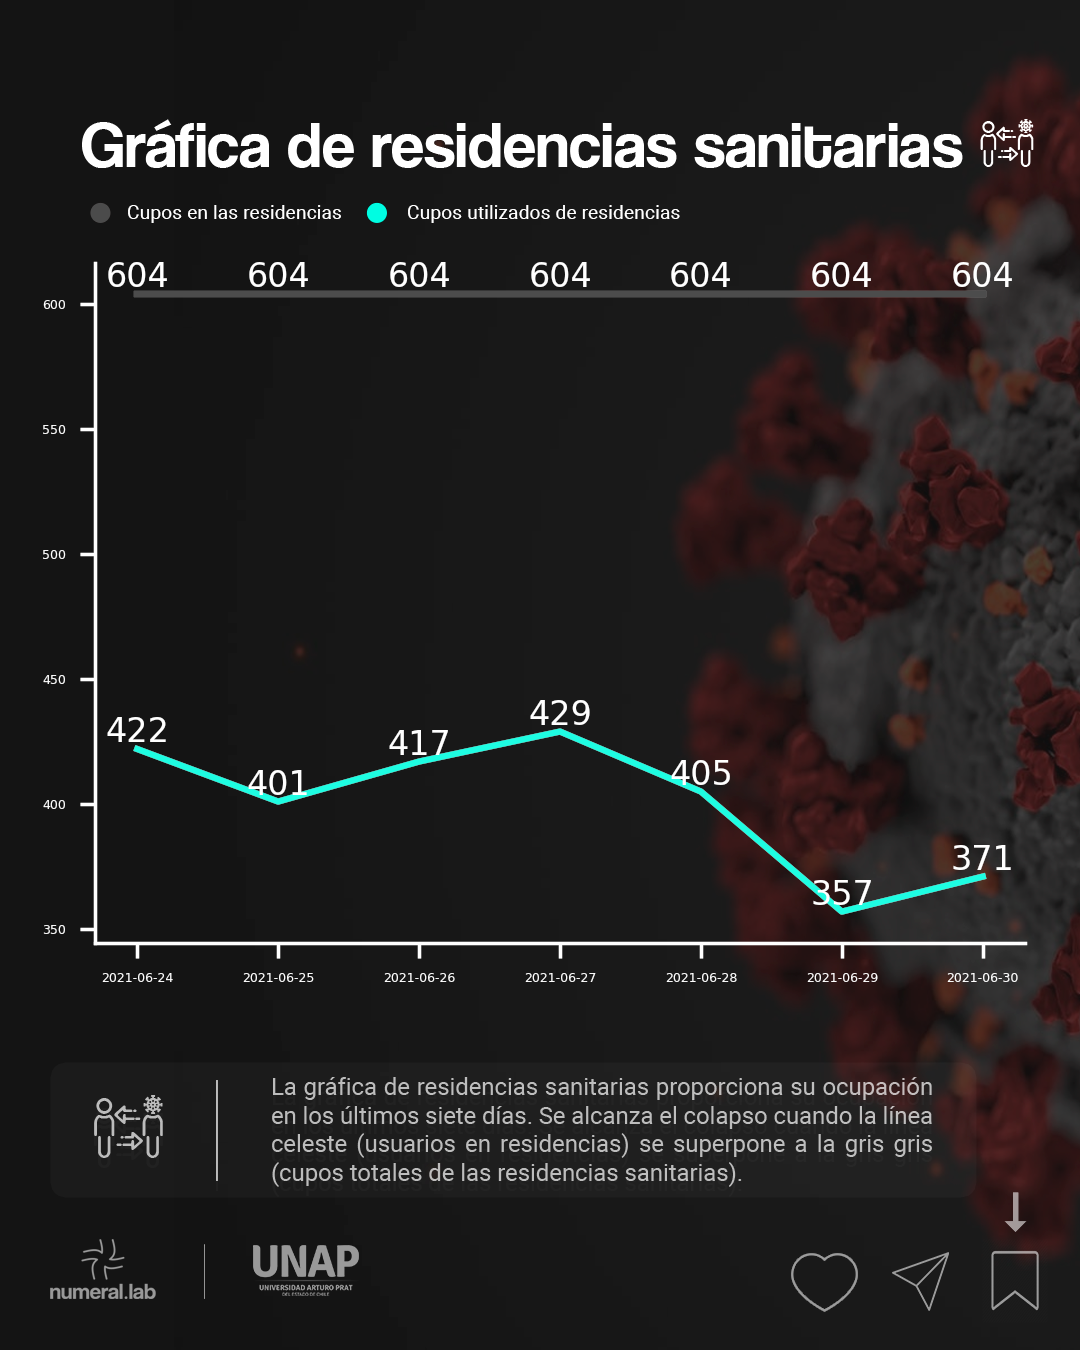 Gráfica de residencias sanitarias
Cupos en las residencias Cupos utilizados de residencias
604 604 604 604 604 604 604
600
550
500
450
400
350
422 401 417 429 405 357 371
2021-06-24 2021-06-25 2021-06-26 2021-06-27 2021-06-28 2021-06-29 2021-06-30
La gráfica de residencias sanitarias proporciona su ocupación
en los últimos siete días. Se alcanza el colapso cuando la línea
celeste (usuarios en residencias) se superpone a la gris gris
(cupos totales de las residencias sanitarias).
numeral.lab
UNAP
UNIVERSIDAD ARTURO PRAT
DEL ESTADO DE CHILE